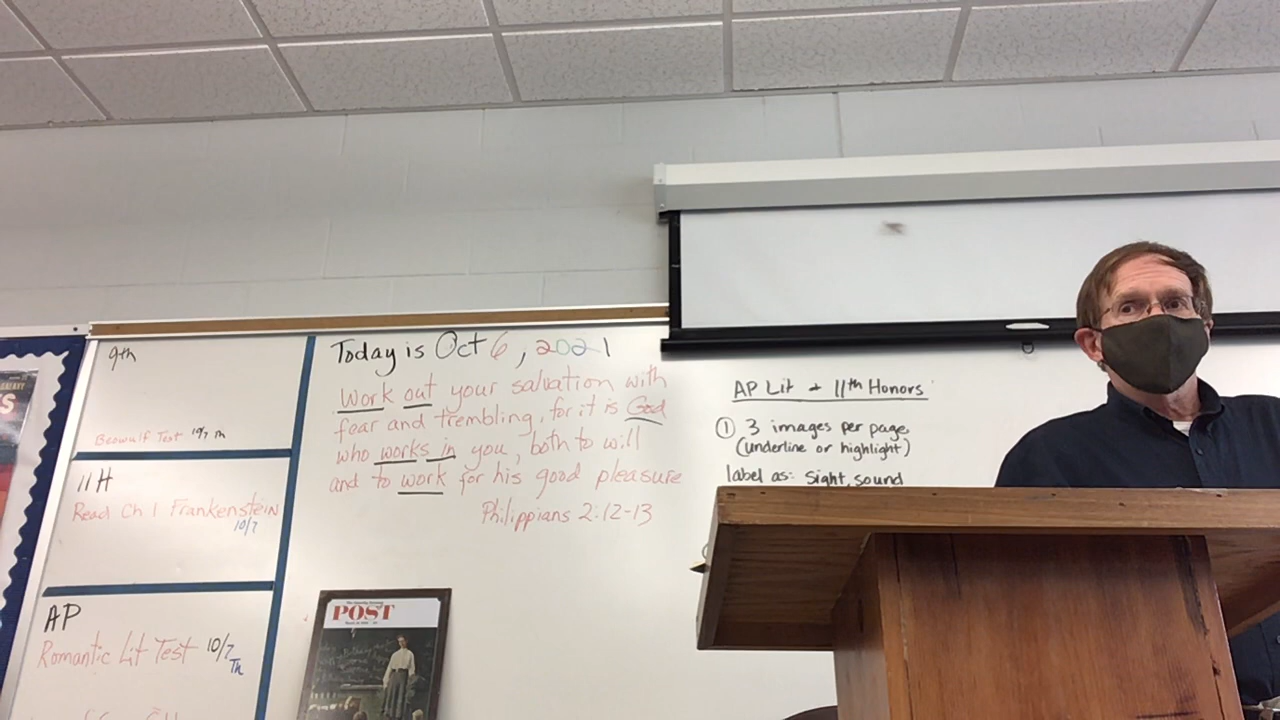 9th
Beowulf Test 10/7 Th
11 H
Read Ch 1 Frankenstein
10/7
AP
Romantic Lit Test 10/7
Th
Today is Oct 6, 2021
Work out your salvation with
fear and trembling, for it is God
who works in you, both to will
and to work for his good pleasure
Philippians 2:12-13
POST
AP Lit + 11th Honors
① 3 images per page
(underline or highlight)
label as: sight, sound